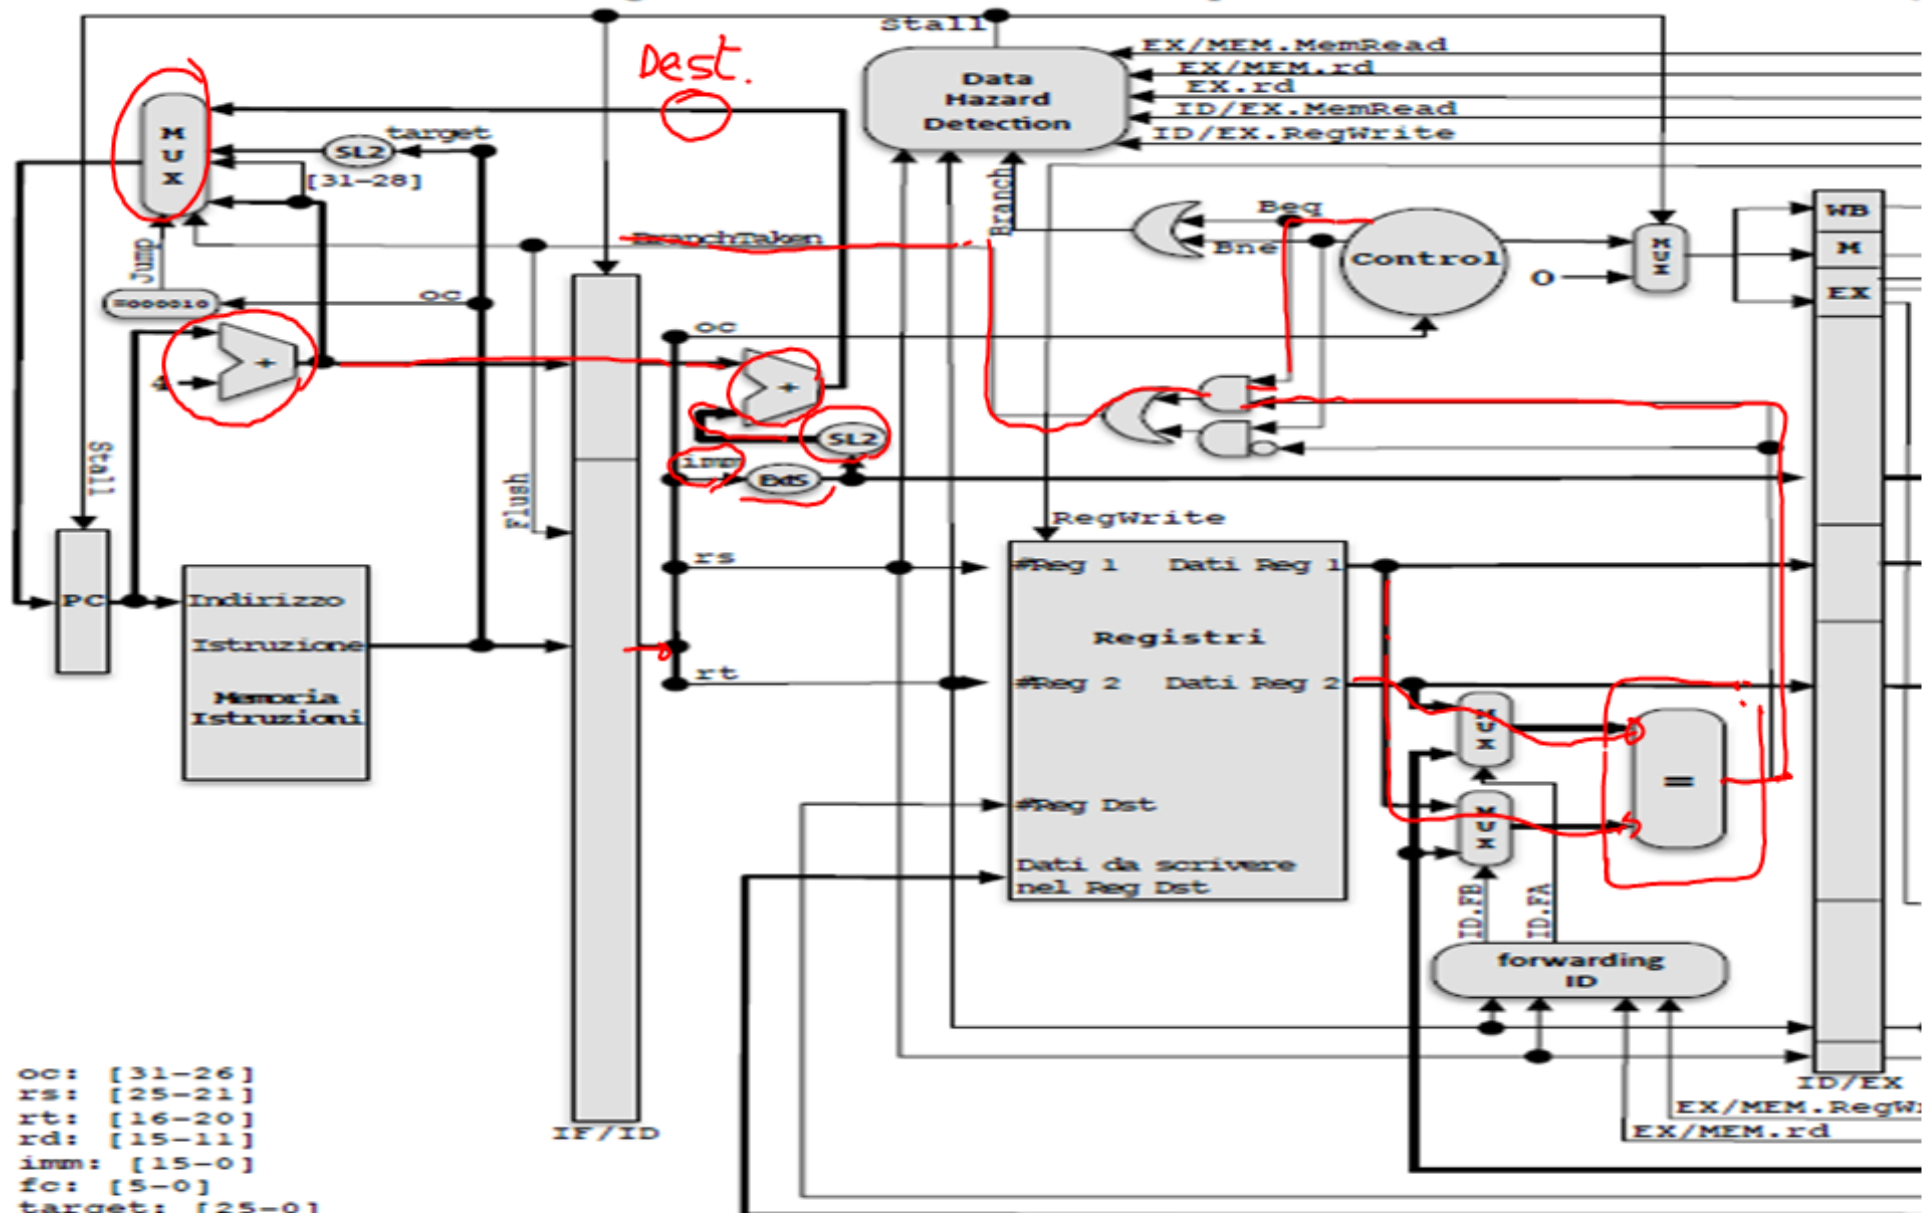 Stall
Dest.
EX/MEM.MemRead
EX/MEM.rd
EX.rd
ID/EX.MemRead
ID/EX.RegWrite
Data
Hazard
Detection
M
U
X
target
SL2
[31-28]
Branch
Beq
Bne
Control
M
U
X
0
WB
M
EX
Jump
BranchTaken
=000010
oc
oc
+
4
+
SL2
imm
ExtS
Stall
Flush
RegWrite
rs
#Reg 1 Dati Reg 1
PC
Indirizzo
Istruzione
Memoria
Istruzioni
Registri
rt
#Reg 2 Dati Reg 2
M
U
X
=
#Reg Dst
M
U
X
Dati da scrivere
nel Reg Dst
ID.FB
ID.FA
forwarding
ID
oc: [31-26]
rs: [25-21]
rt: [16-20]
rd: [15-11]
imm: [15-0]
fc: [5-0]
target: [25-0]
IF/ID
ID/EX
EX/MEM.RegW
EX/MEM.rd